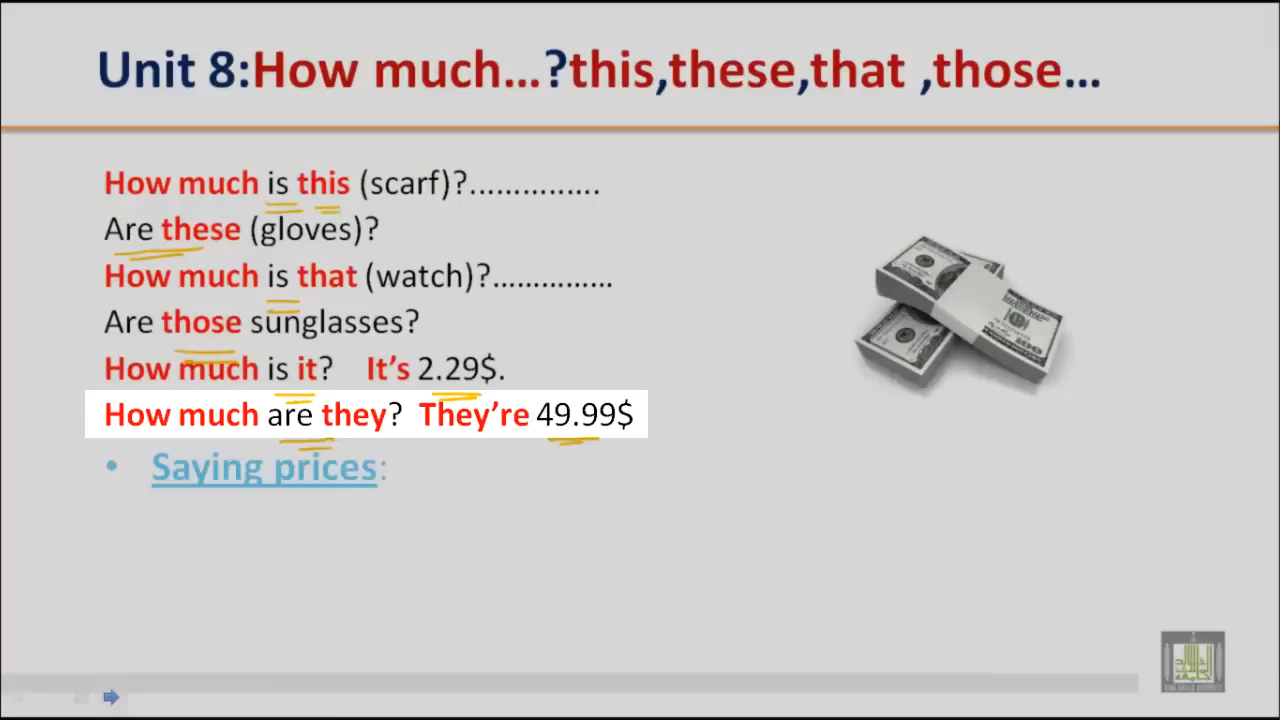 Unit 8:How much…?this,these,that ,those…
How much is this (scarf)?...............
Are these (gloves)?
How much is that (watch)?...............
Are those sunglasses?
How much is it? It’s 2.29$.
How much are they? They’re 49.99$
• Saying prices: